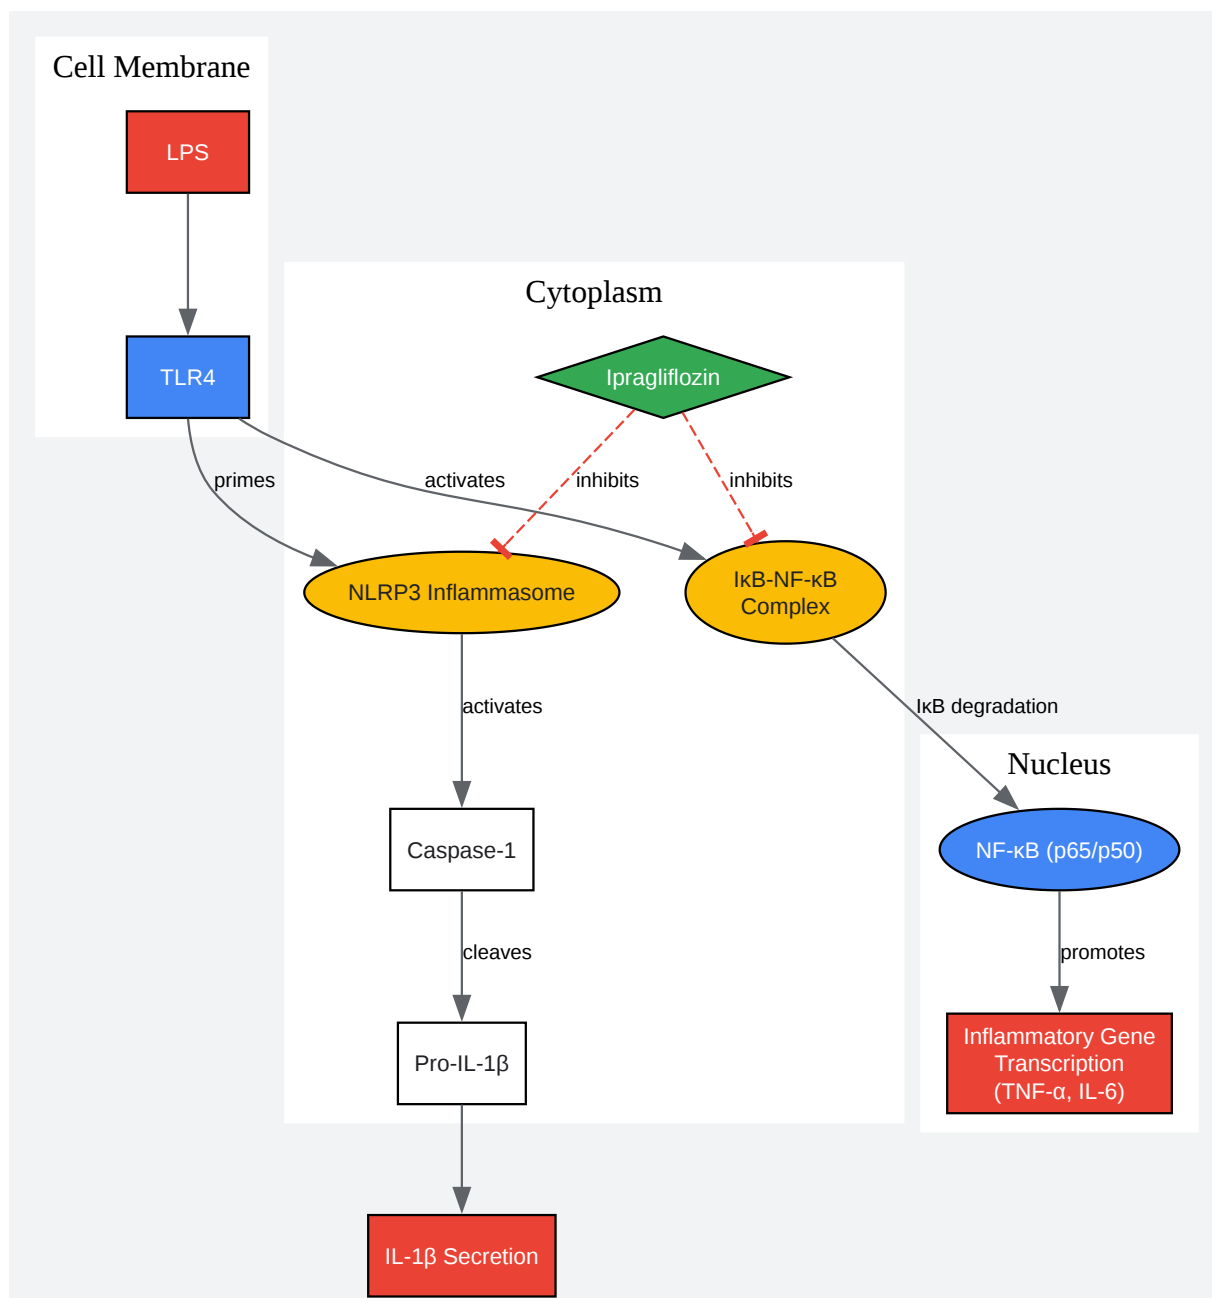 Cell Membrane
LPS
Cytoplasm
TLR4
Ipragliflozin
primes
activates
inhibits
inhibits
NLRP3 Inflammasome
IκB-NF-κB
Complex
activates
IκB degradation
Nucleus
Caspase-1
NF-κB (p65/p50)
cleaves
promotes
Pro-IL-1β
Inflammatory Gene
Transcription
(TNF-α, IL-6)
IL-1β Secretion